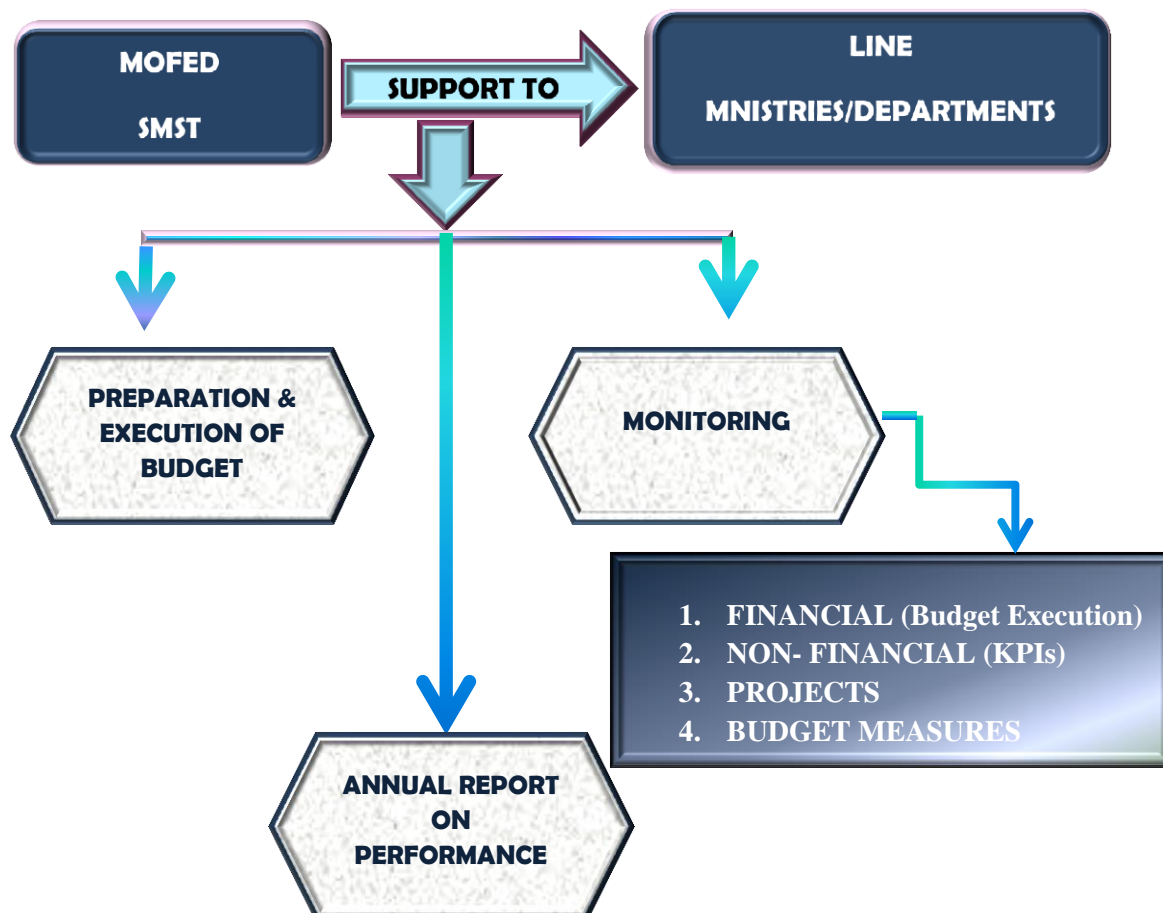 MOFED
SMST
SUPPORT TO
LINE
MNISTRIES/DEPARTMENTS
PREPARATION &
EXECUTION OF
BUDGET
MONITORING
1. FINANCIAL (Budget Execution)
2. NON- FINANCIAL (KPIs)
3. PROJECTS
4. BUDGET MEASURES
ANNUAL REPORT
ON
PERFORMANCE